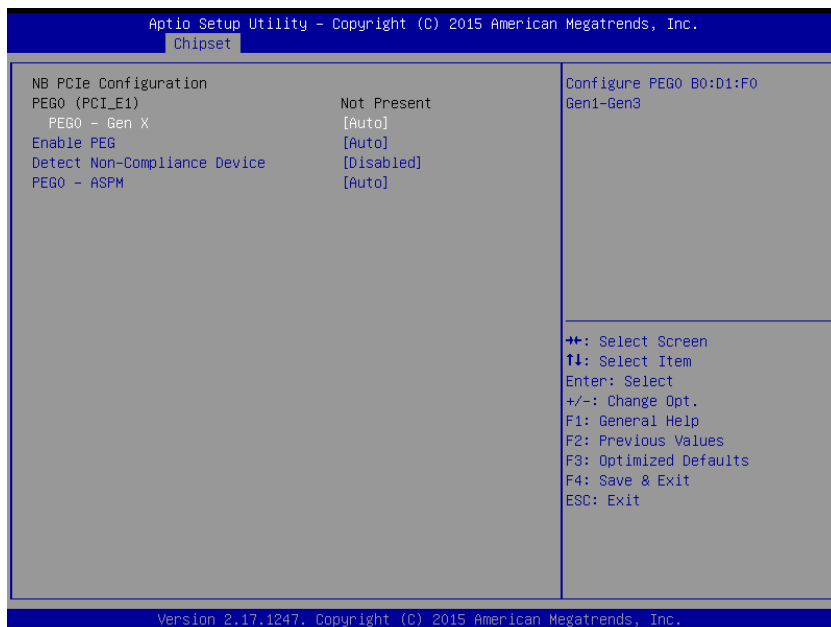 Aptio Setup Utility – Copyright (C) 2015 American Megatrends, Inc.
Chipset
NB PCIe Configuration
PEG0 (PCI_E1) Not Present
PEG0 – Gen X [Auto]
Enable PEG [Auto]
Detect Non-Compliance Device [Disabled]
PEG0 – ASPM [Auto]
Configure PEG0 B0:D1:F0
Gen1-Gen3
→←: Select Screen
↑↓: Select Item
Enter: Select
+/-: Change Opt.
F1: General Help
F2: Previous Values
F3: Optimized Defaults
F4: Save & Exit
ESC: Exit
Version 2.17.1247. Copyright (C) 2015 American Megatrends, Inc.